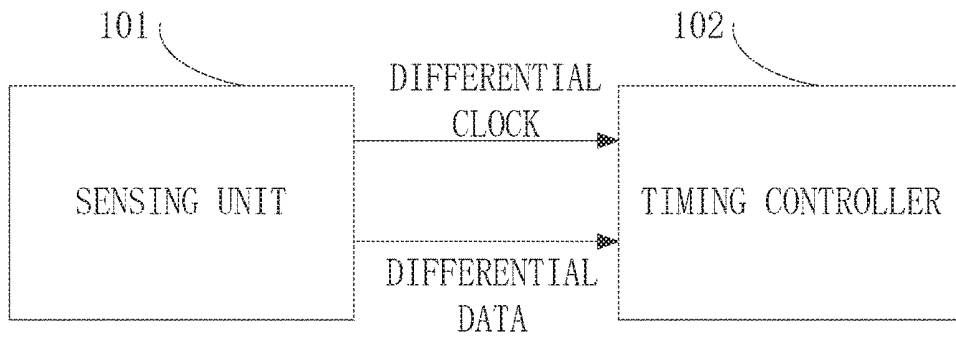 101
102
DIFFERENTIAL
CLOCK
SENSING UNIT
TIMING CONTROLLER
DIFFERENTIAL
DATA